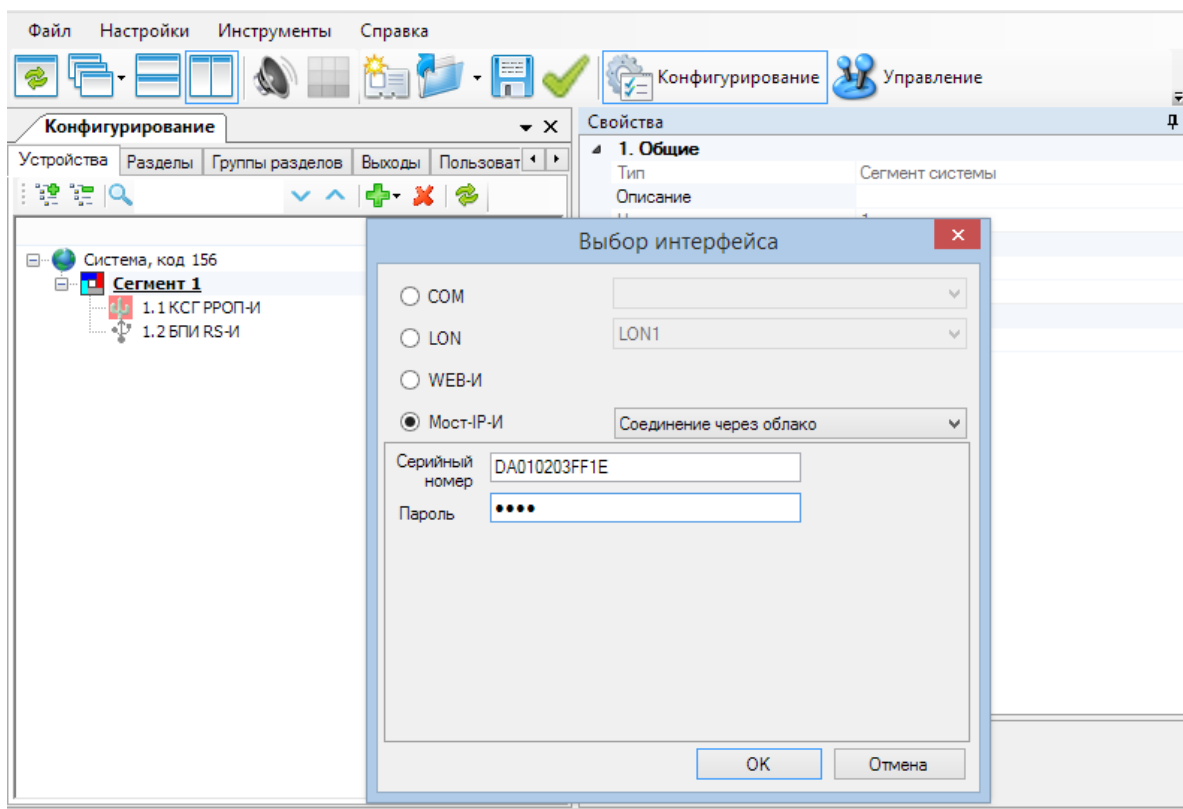 Файл Настройки Инструменты Справка
Конфигурирование Управление
Конфигурирование
Устройства Разделы Группы разделов Выходы Пользоват
Система, код 156
Сегмент 1
1.1 КСГ РРОП-И
1.2 БПИ RS-И
Свойства
1. Общие
Тип Сегмент системы
Описание
Выбор интерфейса
COM
LON LON1
WEB-И
Мост-IP-И Соединение через облако
Серийный
номер
DA010203FF1E
Пароль ••••
OK Отмена